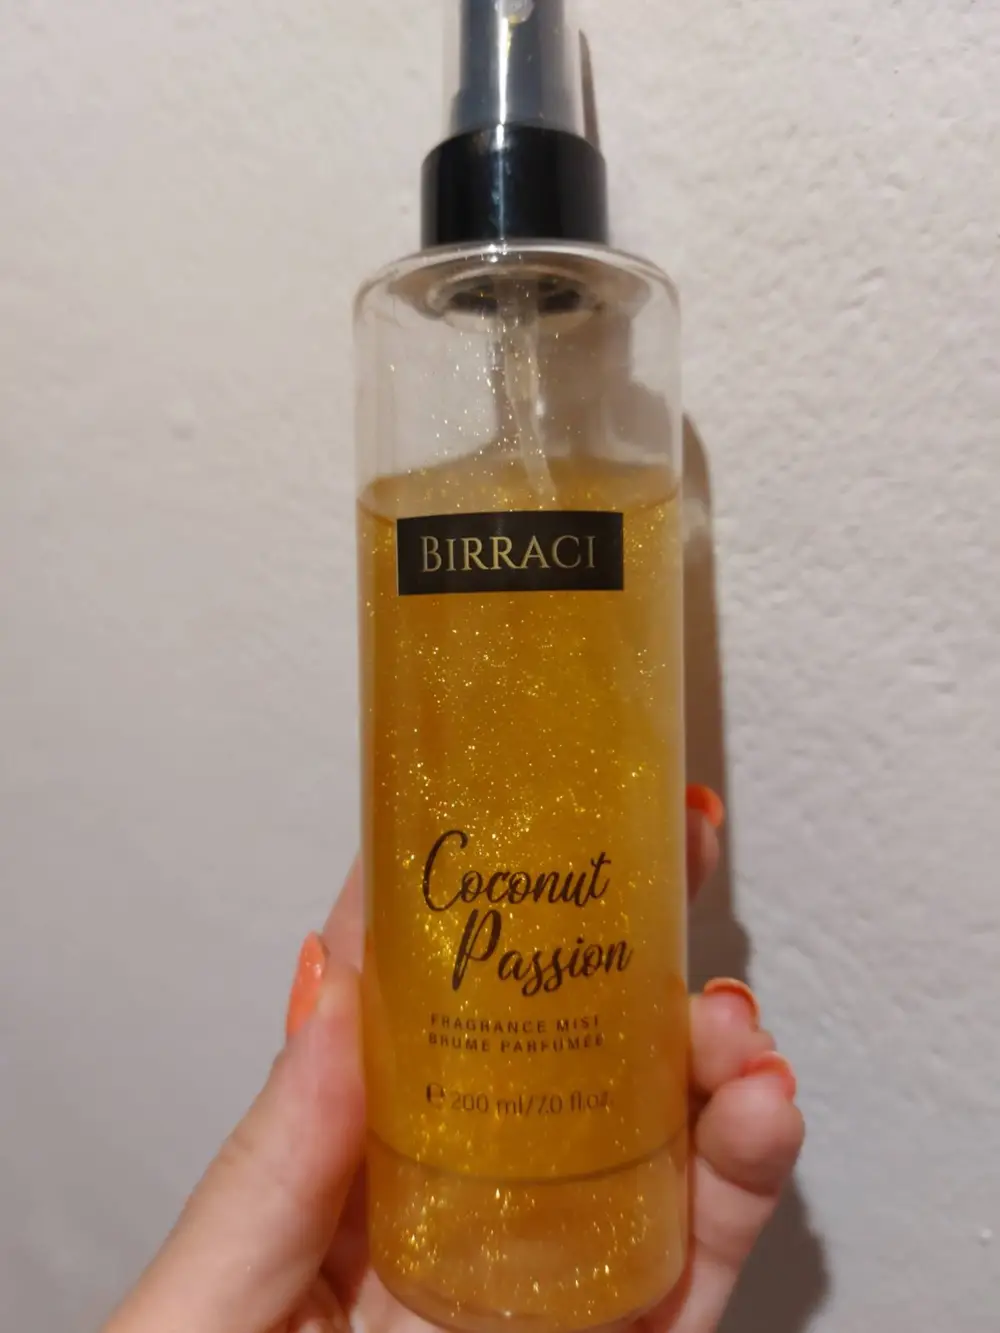 BIRRACI
Coconut
Passion
FRAGRANCE MIST
BRUME PARFUMÉE
℮ 200 ml/7.0 fl.oz.